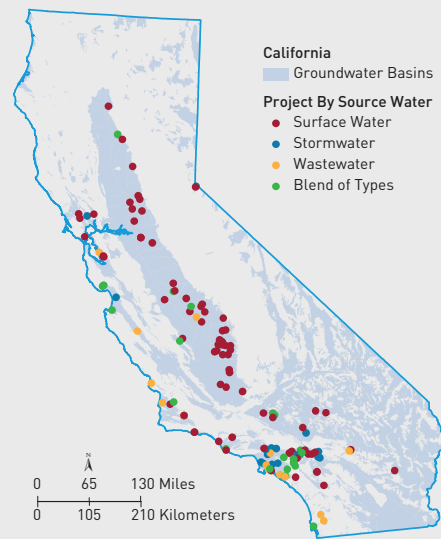 California
Groundwater Basins
Project By Source Water
Surface Water
Stormwater
Wastewater
Blend of Types
N
0 65 130 Miles
0 105 210 Kilometers